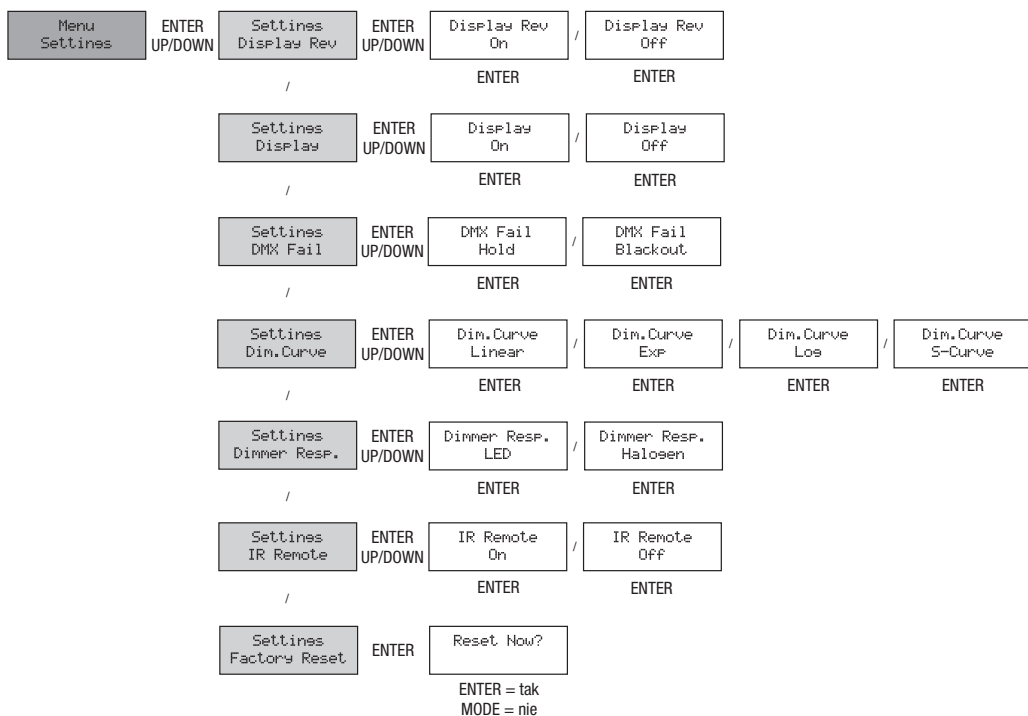 Menu
Settings
ENTER
UP/DOWN
Settings
Display Rev
ENTER
UP/DOWN
Display Rev
On
/
Display Rev
Off
ENTER
ENTER
/
Settings
Display
ENTER
UP/DOWN
Display
On
/
Display
Off
ENTER
ENTER
/
Settings
DMX Fail
ENTER
UP/DOWN
DMX Fail
Hold
/
DMX Fail
Blackout
ENTER
ENTER
/
Settings
Dim.Curve
ENTER
UP/DOWN
Dim.Curve
Linear
/
Dim.Curve
Exp
/
Dim.Curve
Log
/
Dim.Curve
S-Curve
ENTER
ENTER
ENTER
ENTER
/
Settings
Dimmer Resp.
ENTER
UP/DOWN
Dimmer Resp.
LED
/
Dimmer Resp.
Halogen
ENTER
ENTER
/
Settings
IR Remote
ENTER
UP/DOWN
IR Remote
On
/
IR Remote
Off
ENTER
ENTER
/
Settings
Factory Reset
ENTER
Reset Now?
ENTER = tak
MODE = nie